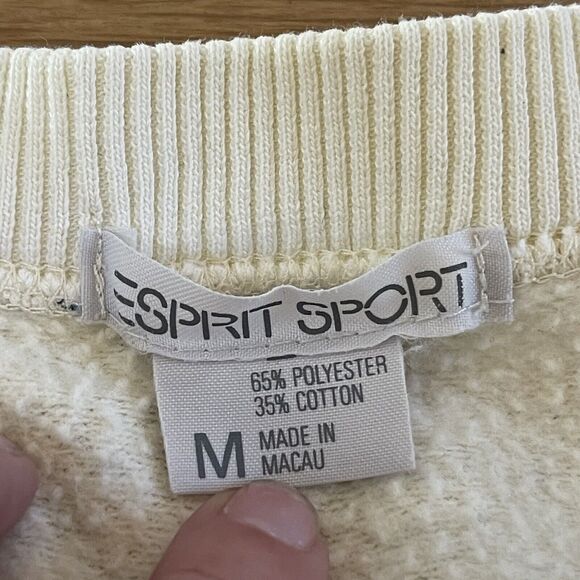 ESPRIT SPORT
65% POLYESTER
35% COTTON
M MADE IN
MACAU